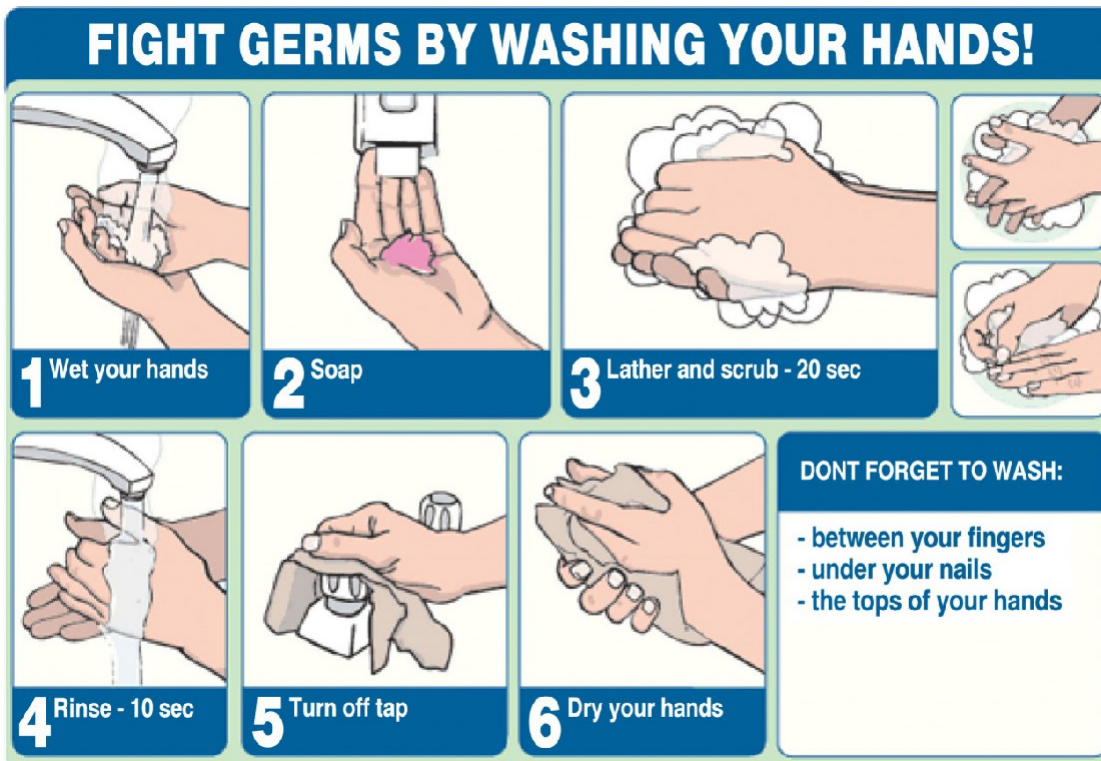 FIGHT GERMS BY WASHING YOUR HANDS!
1 Wet your hands
2 Soap
3 Lather and scrub - 20 sec
4 Rinse - 10 sec
5 Turn off tap
6 Dry your hands
DONT FORGET TO WASH:
- between your fingers
- under your nails
- the tops of your hands